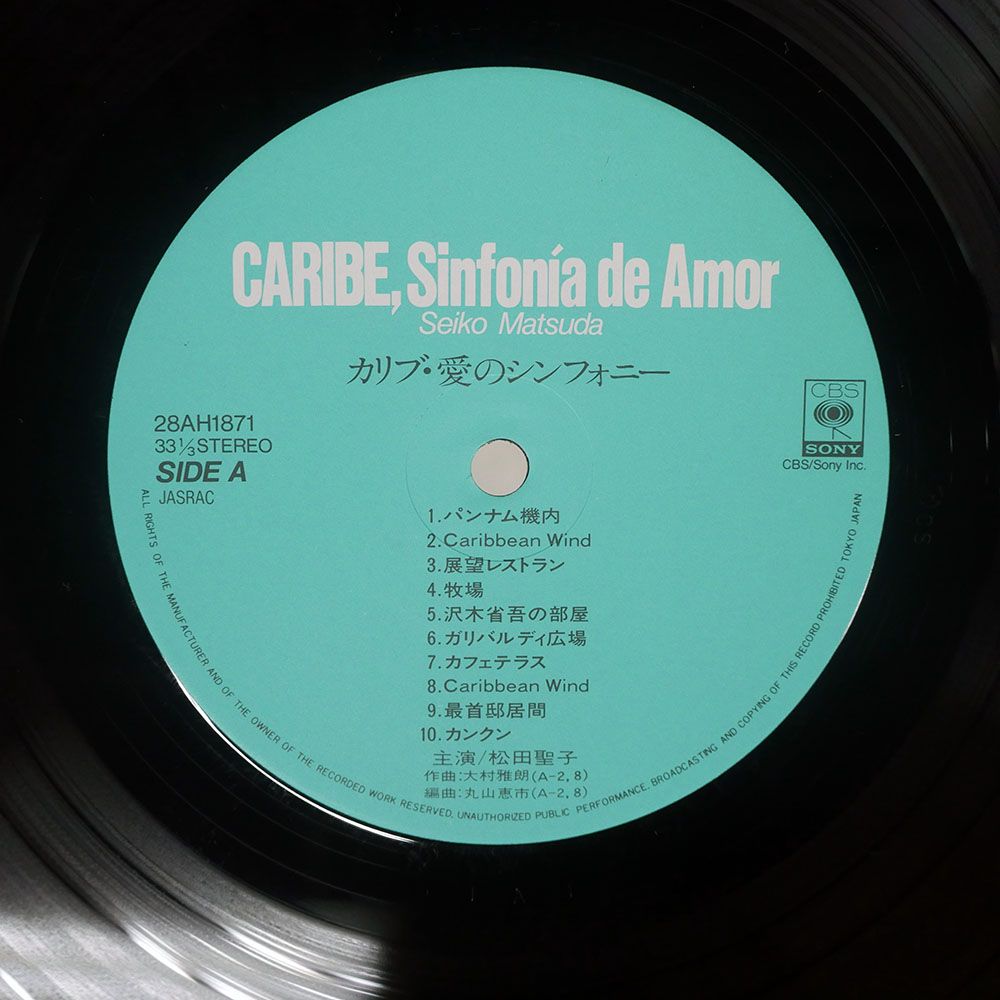 CARIBE, Sinfonía de Amor
Seiko Matsuda
カリブ・愛のシンフォニー
28AH1871
33 1/3 STEREO
SIDE A
JASRAC
CBS
SONY
CBS/Sony Inc.
1.パンナム機内
2.Caribbean Wind
3.展望レストラン
4.牧場
5.沢木省吾の部屋
6.ガリバルディ広場
7.カフェテラス
8.Caribbean Wind
9.最首邸居間
10.カンクン
主演/松田聖子
作曲:大村雅朗(A-2,8)
編曲:丸山恵市(A-2,8)
ALL RIGHTS OF THE MANUFACTURER AND OF THE OWNER OF THE RECORDED WORK RESERVED. UNAUTHORIZED PUBLIC PERFORMANCE. BROADCASTING AND COPYING OF THIS RECORD PROHIBITED TOKYO JAPAN